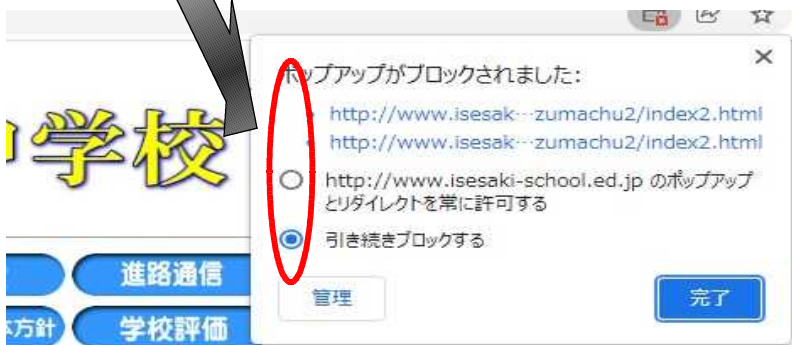 ポップアップがブロックされました:
http://www.isesak…zumachu2/index2.html
http://www.isesak…zumachu2/index2.html
http://www.isesaki-school.ed.jp のポップアップ
とリダイレクトを常に許可する
引き続きブロックする
管理
完了
学校
進路通信
方針
学校評価